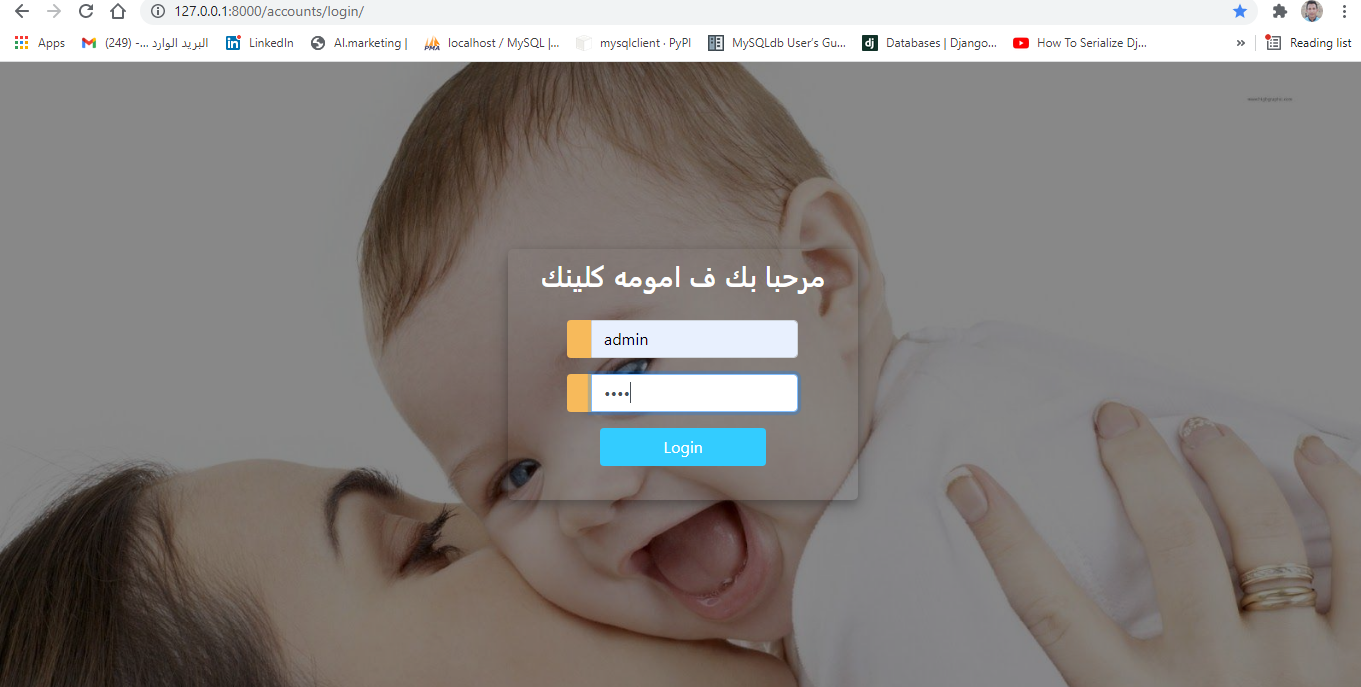 127.0.0.1:8000/accounts/login/
Apps
البريد الوارد ...- (249)
LinkedIn
AI.marketing |
localhost / MySQL |...
mysqlclient · PyPI
MySQLdb User's Gu...
Databases | Django...
How To Serialize Dj...
»
Reading list
مرحبا بك ف امومه كلينك
admin
••••
Login